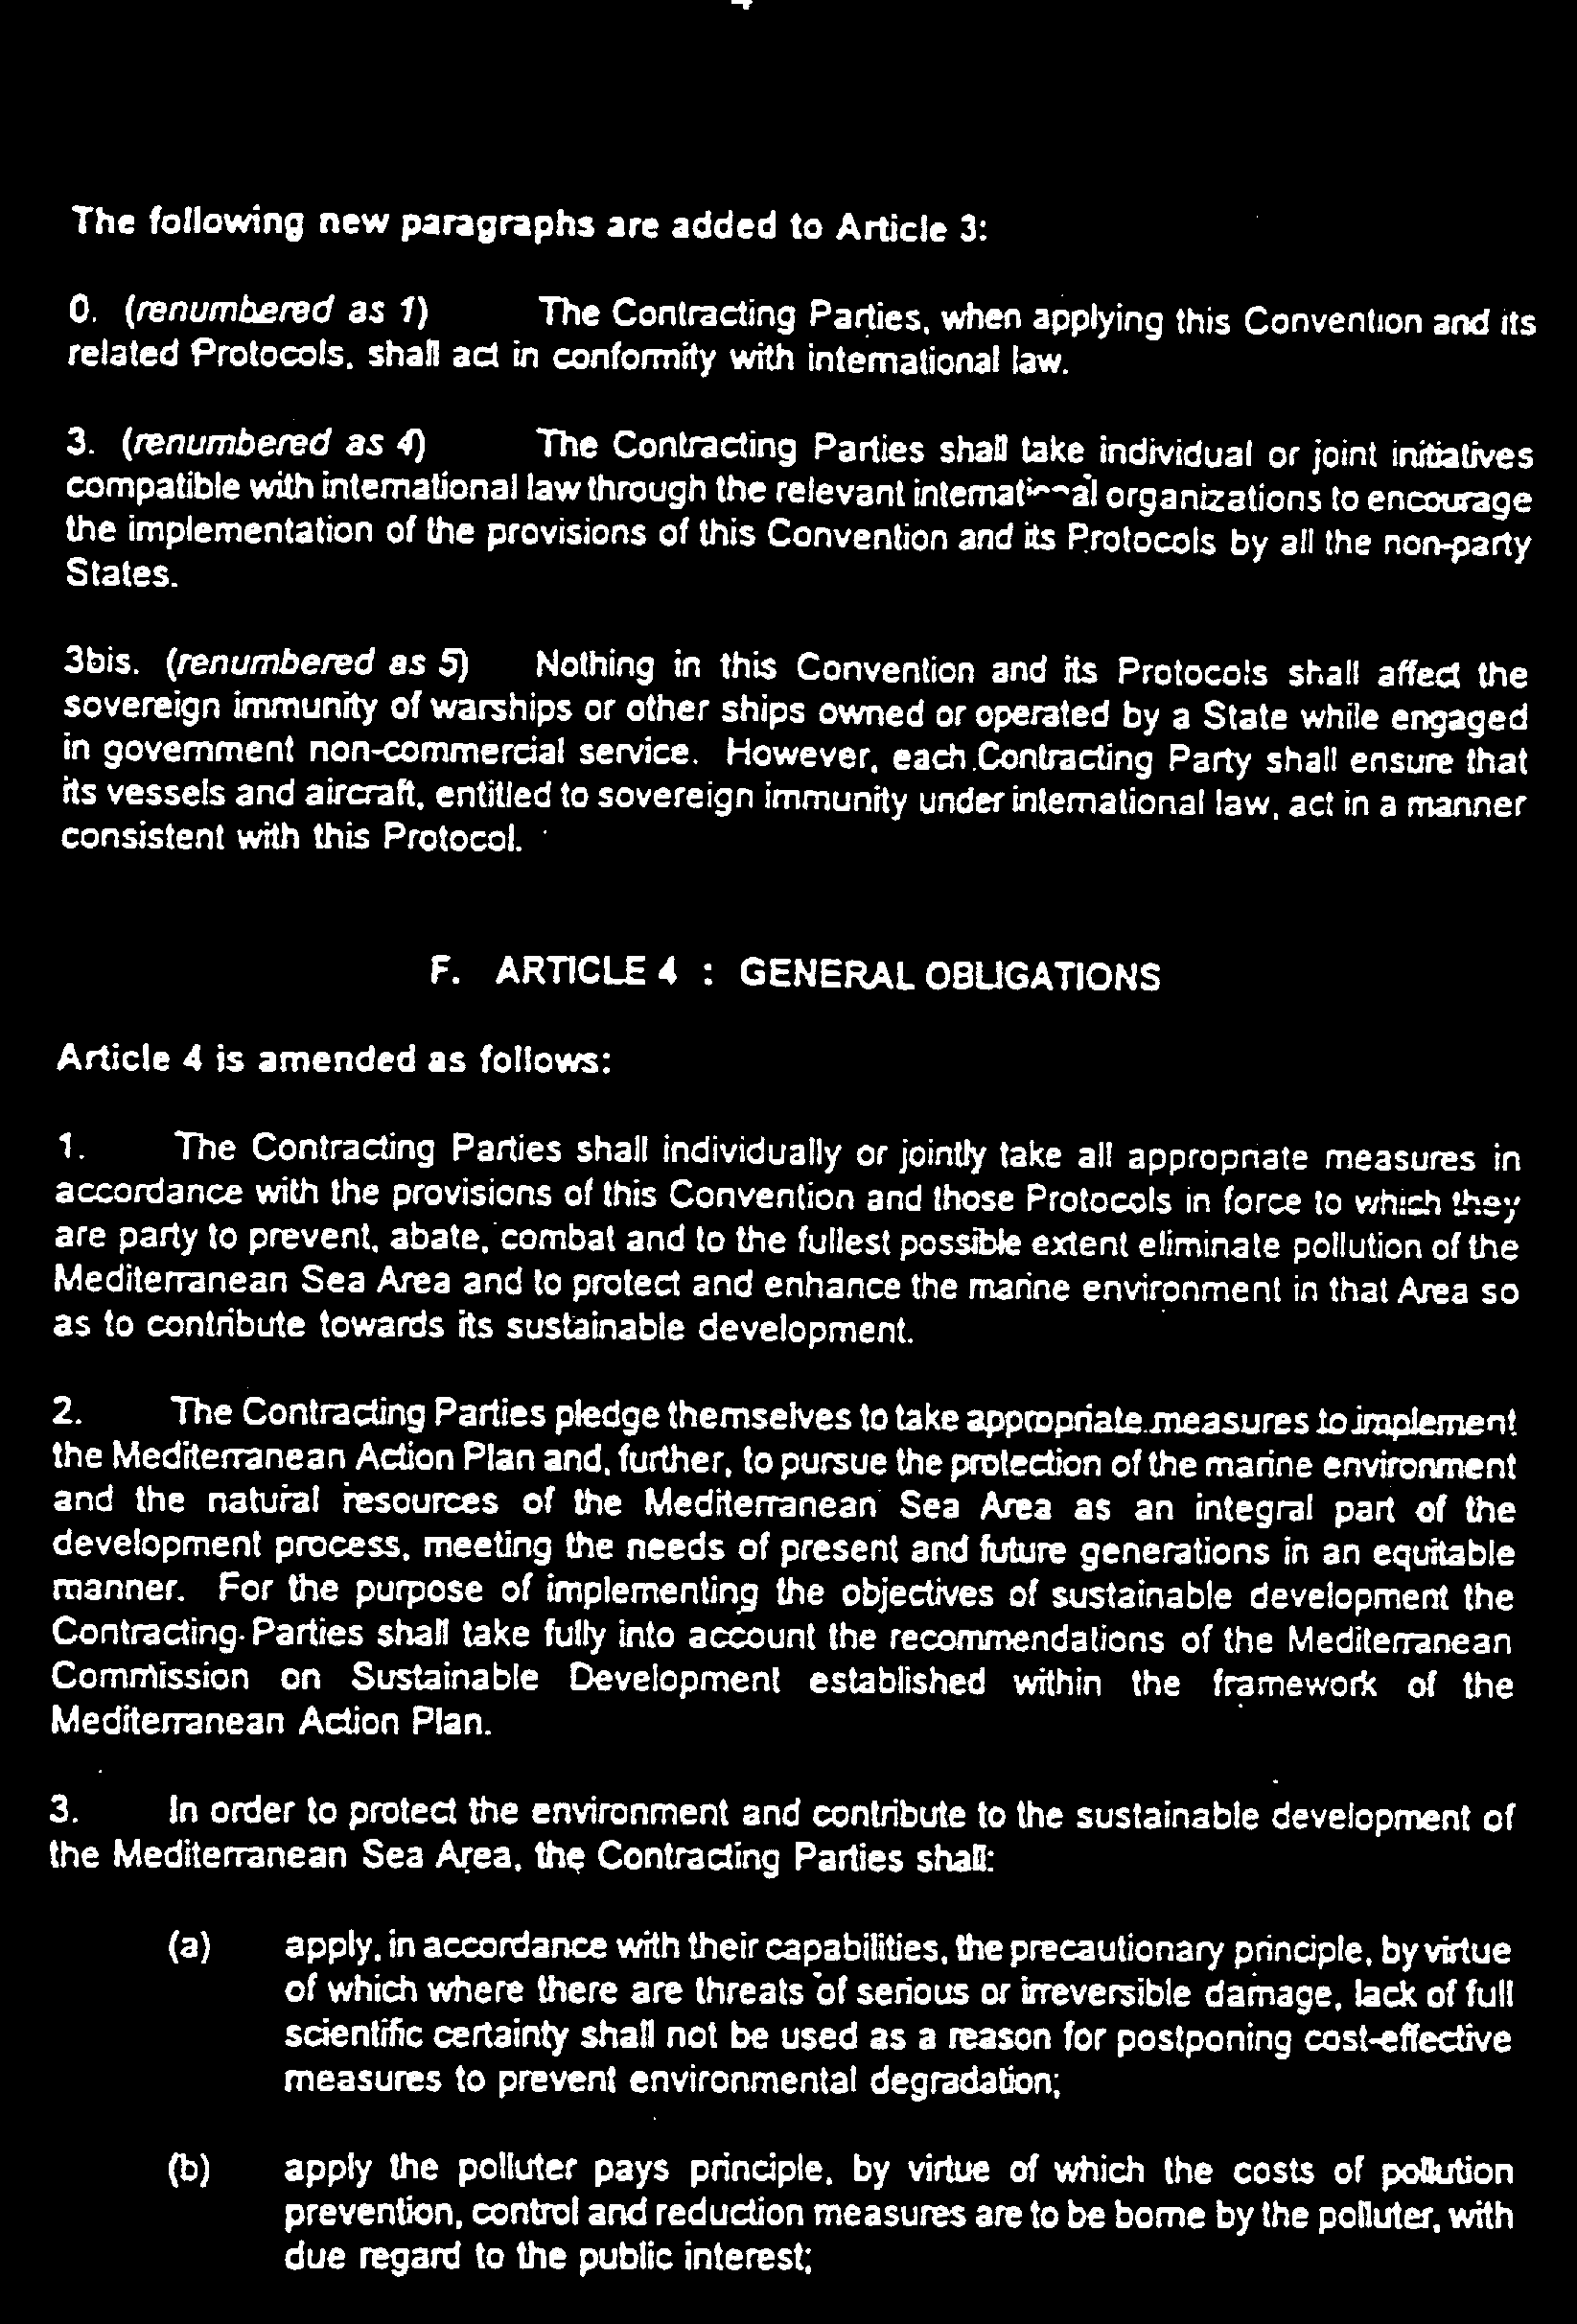 The following new paragraphs are added to Article 3:
0. (renumbered as 1) The Contracting Parties, when applying this Convention and its
related Protocols, shall act in conformity with international law.
3. (renumbered as 4) The Contracting Parties shall take individual or joint initiatives
compatible with international law through the relevant international organizations to encourage
the implementation of the provisions of this Convention and its Protocols by all the non-party
States.
3bis. (renumbered as 5) Nothing in this Convention and its Protocols shall affect the
sovereign immunity of warships or other ships owned or operated by a State while engaged
in government non-commercial service. However, each Contracting Party shall ensure that
its vessels and aircraft, entitled to sovereign immunity under international law, act in a manner
consistent with this Protocol.
F. ARTICLE 4 : GENERAL OBLIGATIONS
Article 4 is amended as follows:
1. The Contracting Parties shall individually or jointly take all appropriate measures in
accordance with the provisions of this Convention and those Protocols in force to which they
are party to prevent, abate, combat and to the fullest possible extent eliminate pollution of the
Mediterranean Sea Area and to protect and enhance the marine environment in that Area so
as to contribute towards its sustainable development.
2. The Contracting Parties pledge themselves to take appropriate measures to implement
the Mediterranean Action Plan and, further, to pursue the protection of the marine environment
and the natural resources of the Mediterranean Sea Area as an integral part of the
development process, meeting the needs of present and future generations in an equitable
manner. For the purpose of implementing the objectives of sustainable development the
Contracting Parties shall take fully into account the recommendations of the Mediterranean
Commission on Sustainable Development established within the framework of the
Mediterranean Action Plan.
3. In order to protect the environment and contribute to the sustainable development of
the Mediterranean Sea Area, the Contracting Parties shall:
(a) apply, in accordance with their capabilities, the precautionary principle, by virtue
of which where there are threats of serious or irreversible damage, lack of full
scientific certainty shall not be used as a reason for postponing cost-effective
measures to prevent environmental degradation;
(b) apply the polluter pays principle, by virtue of which the costs of pollution
prevention, control and reduction measures are to be borne by the polluter, with
due regard to the public interest;